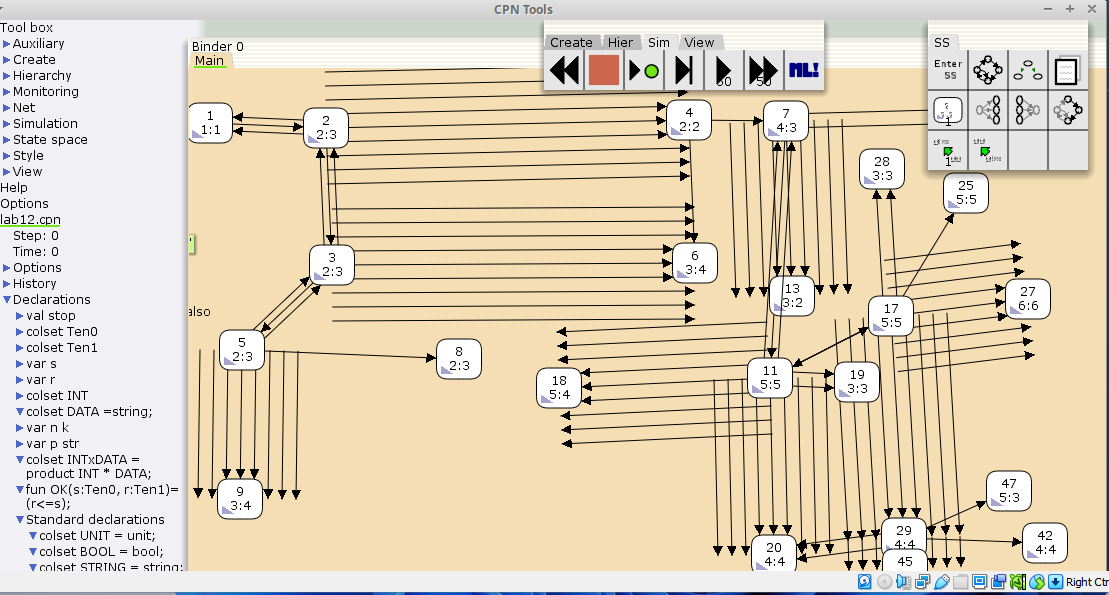 CPN Tools
Tool box
Auxiliary
Create
Hierarchy
Monitoring
Net
Simulation
State space
Style
View
Help
Options
lab12.cpn
Step: 0
Time: 0
Options
History
Declarations
val stop
colset Ten0
colset Ten1
var s
var r
colset INT
colset DATA =string;
var n k
var p str
colset INTxDATA =
product INT * DATA;
fun OK(s:Ten0, r:Ten1)=
(r<=s);
Standard declarations
colset UNIT = unit;
colset BOOL = bool;
colset STRING = string;
Binder 0
Main
Create Hier Sim View
50
50
ML!
SS
Enter
SS
1
1
1
1:1
2
2:3
4
2:2
7
4:3
28
3:3
25
5:5
3
2:3
6
3:4
13
3:2
27
6:6
17
5:5
also
5
2:3
8
2:3
18
5:4
11
5:5
19
3:3
9
3:4
47
5:3
29
4:4
42
4:4
20
4:4
45
Right Ctr